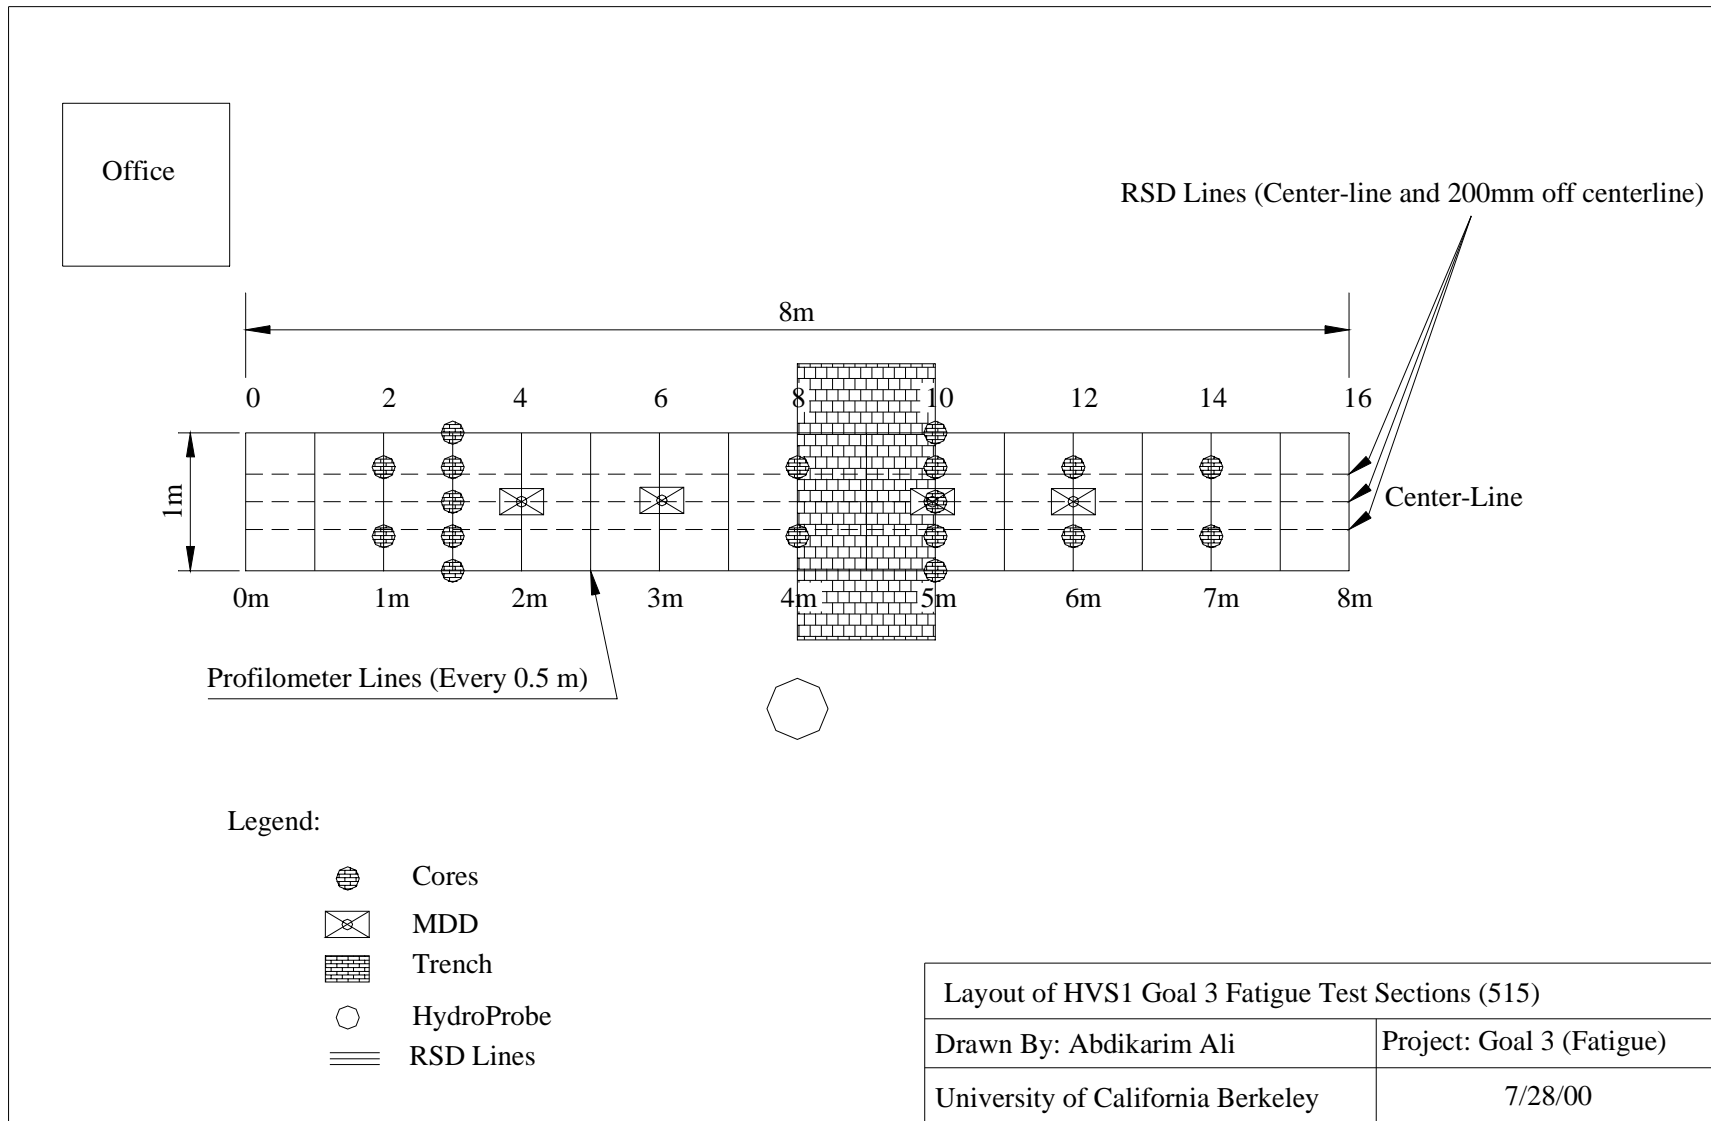 Office
RSD Lines (Center-line and 200mm off centerline)
8m
0 2 4 6 8 10 12 14 16
1m
Center-Line
0m 1m 2m 3m 4m 5m 6m 7m 8m
Profilometer Lines (Every 0.5 m)
Legend:
Cores
MDD
Trench
HydroProbe
RSD Lines
Layout of HVS1 Goal 3 Fatigue Test Sections (515)
Drawn By: Abdikarim Ali
Project: Goal 3 (Fatigue)
University of California Berkeley
7/28/00